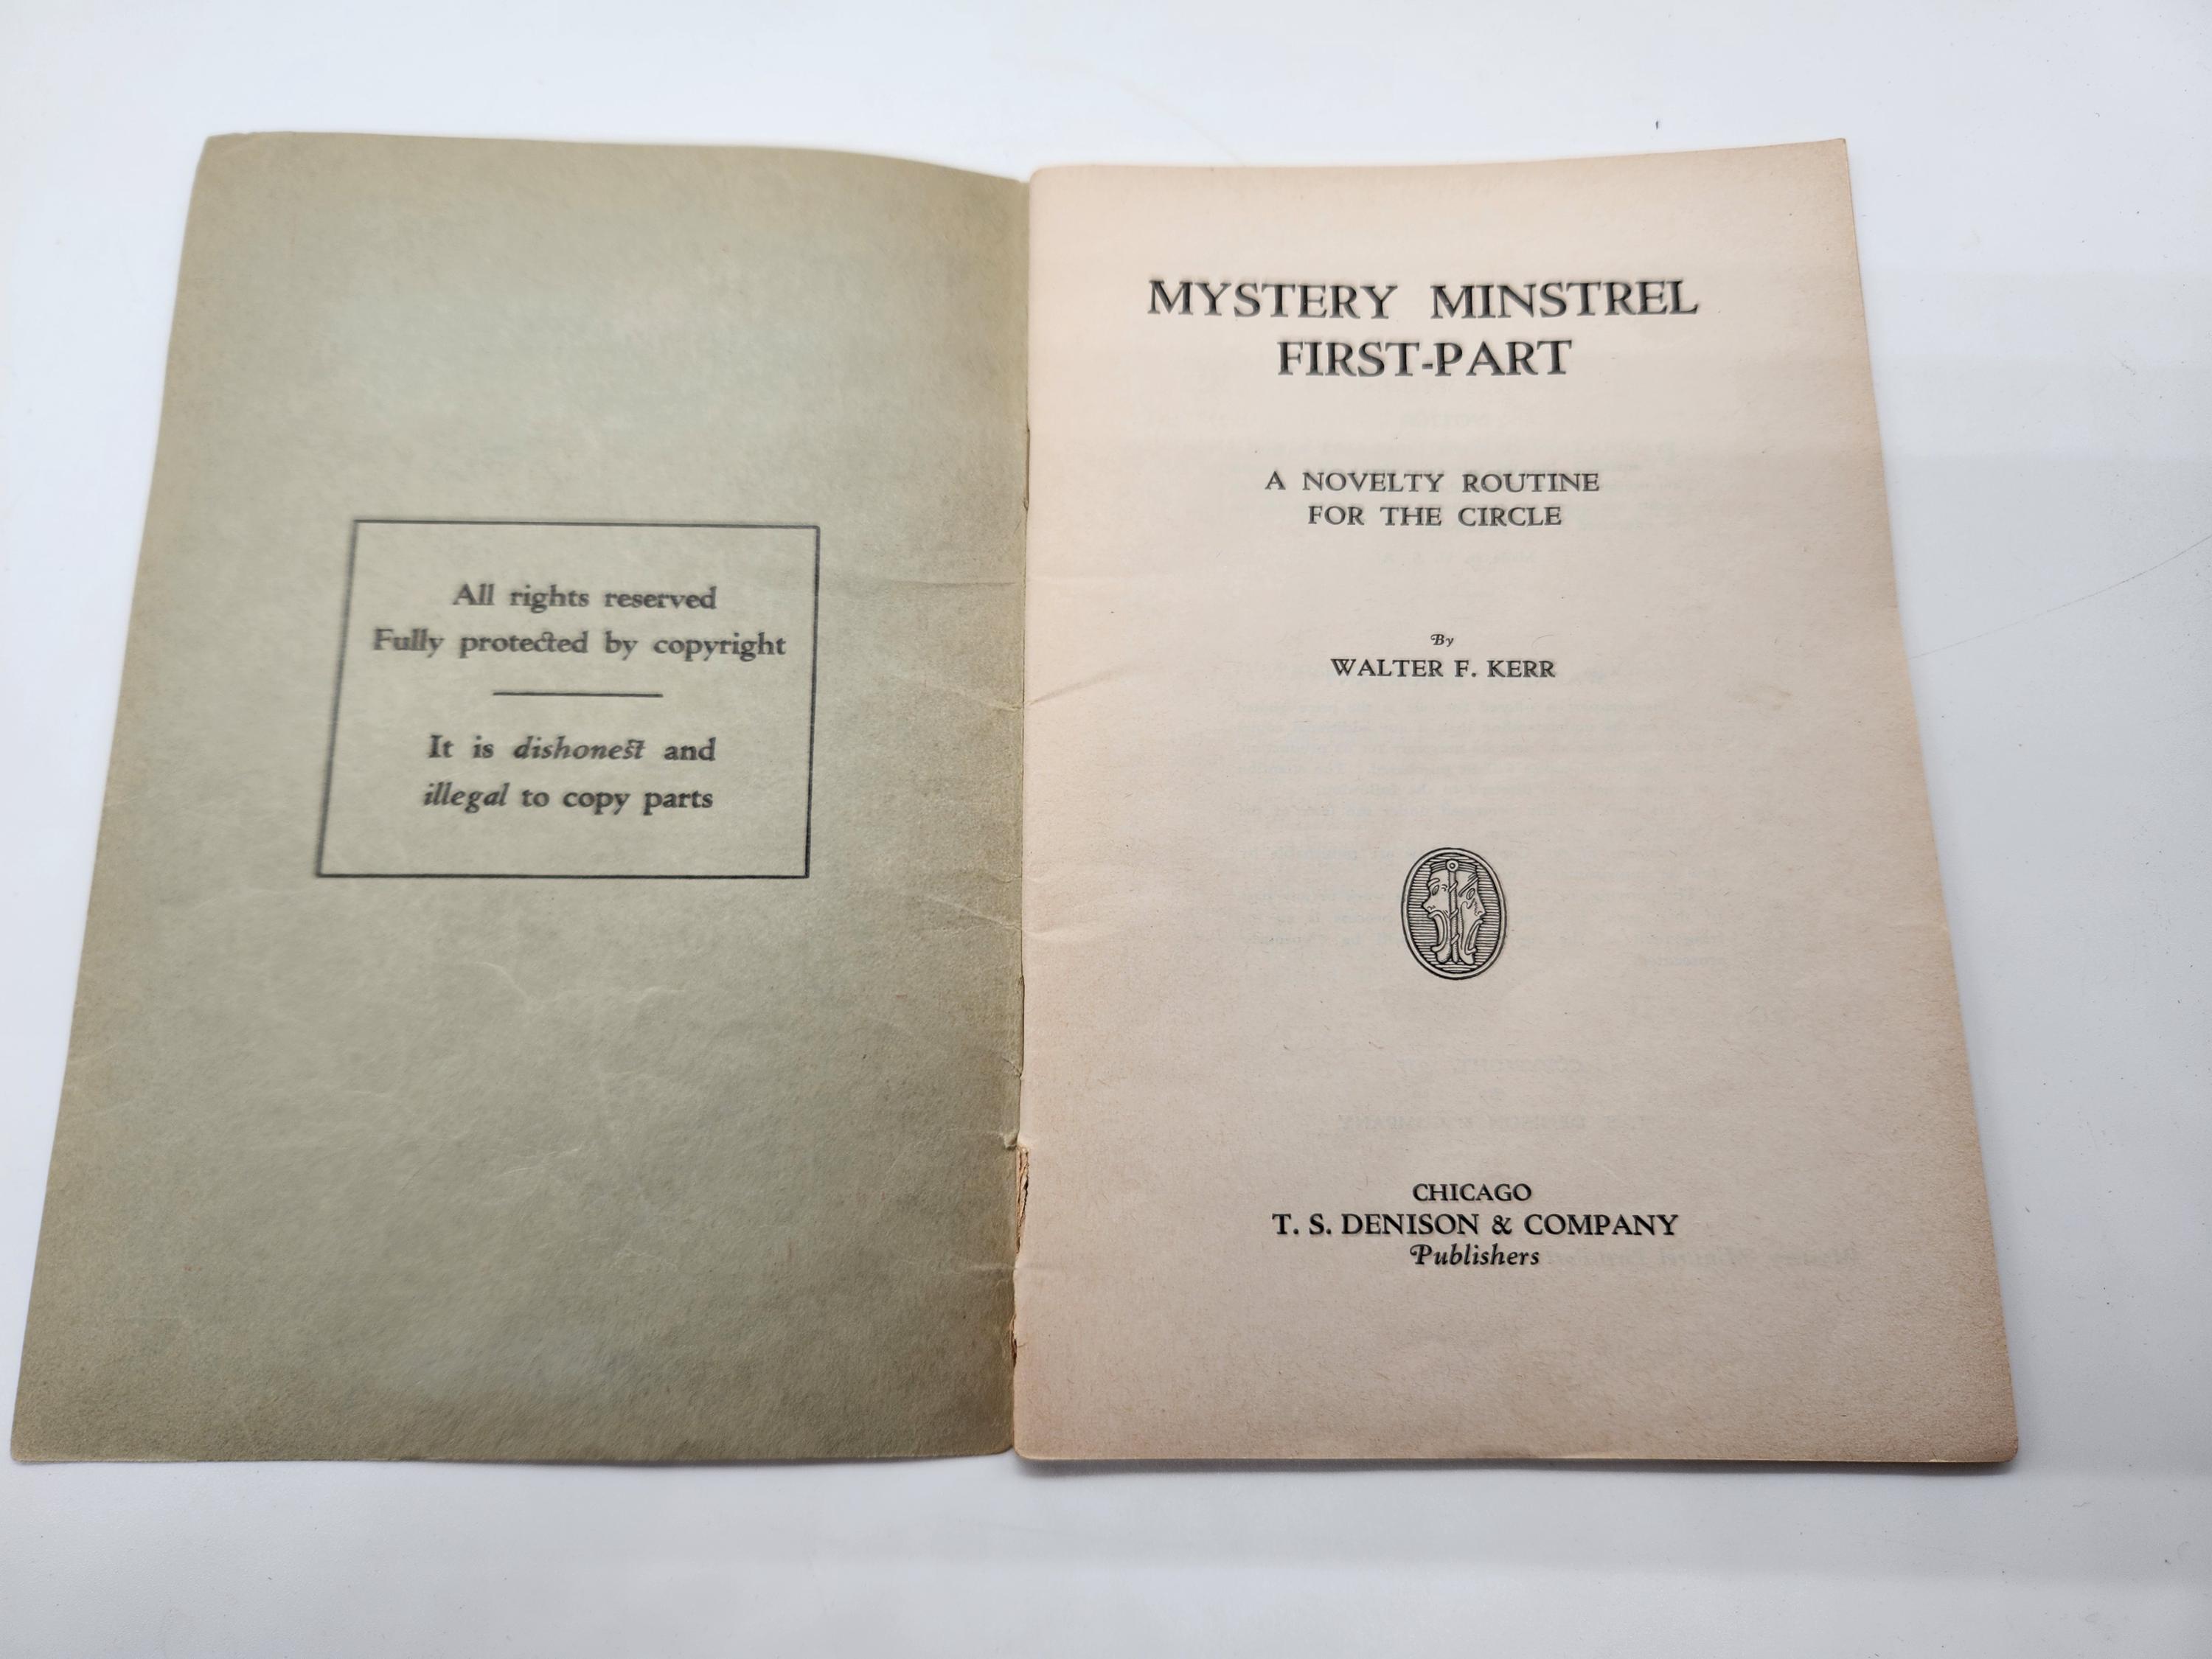 All rights reserved
Fully protected by copyright
It is dishonest and
illegal to copy parts
MYSTERY MINSTREL
FIRST-PART
A NOVELTY ROUTINE
FOR THE CIRCLE
By
WALTER F. KERR
CHICAGO
T. S. DENISON & COMPANY
Publishers